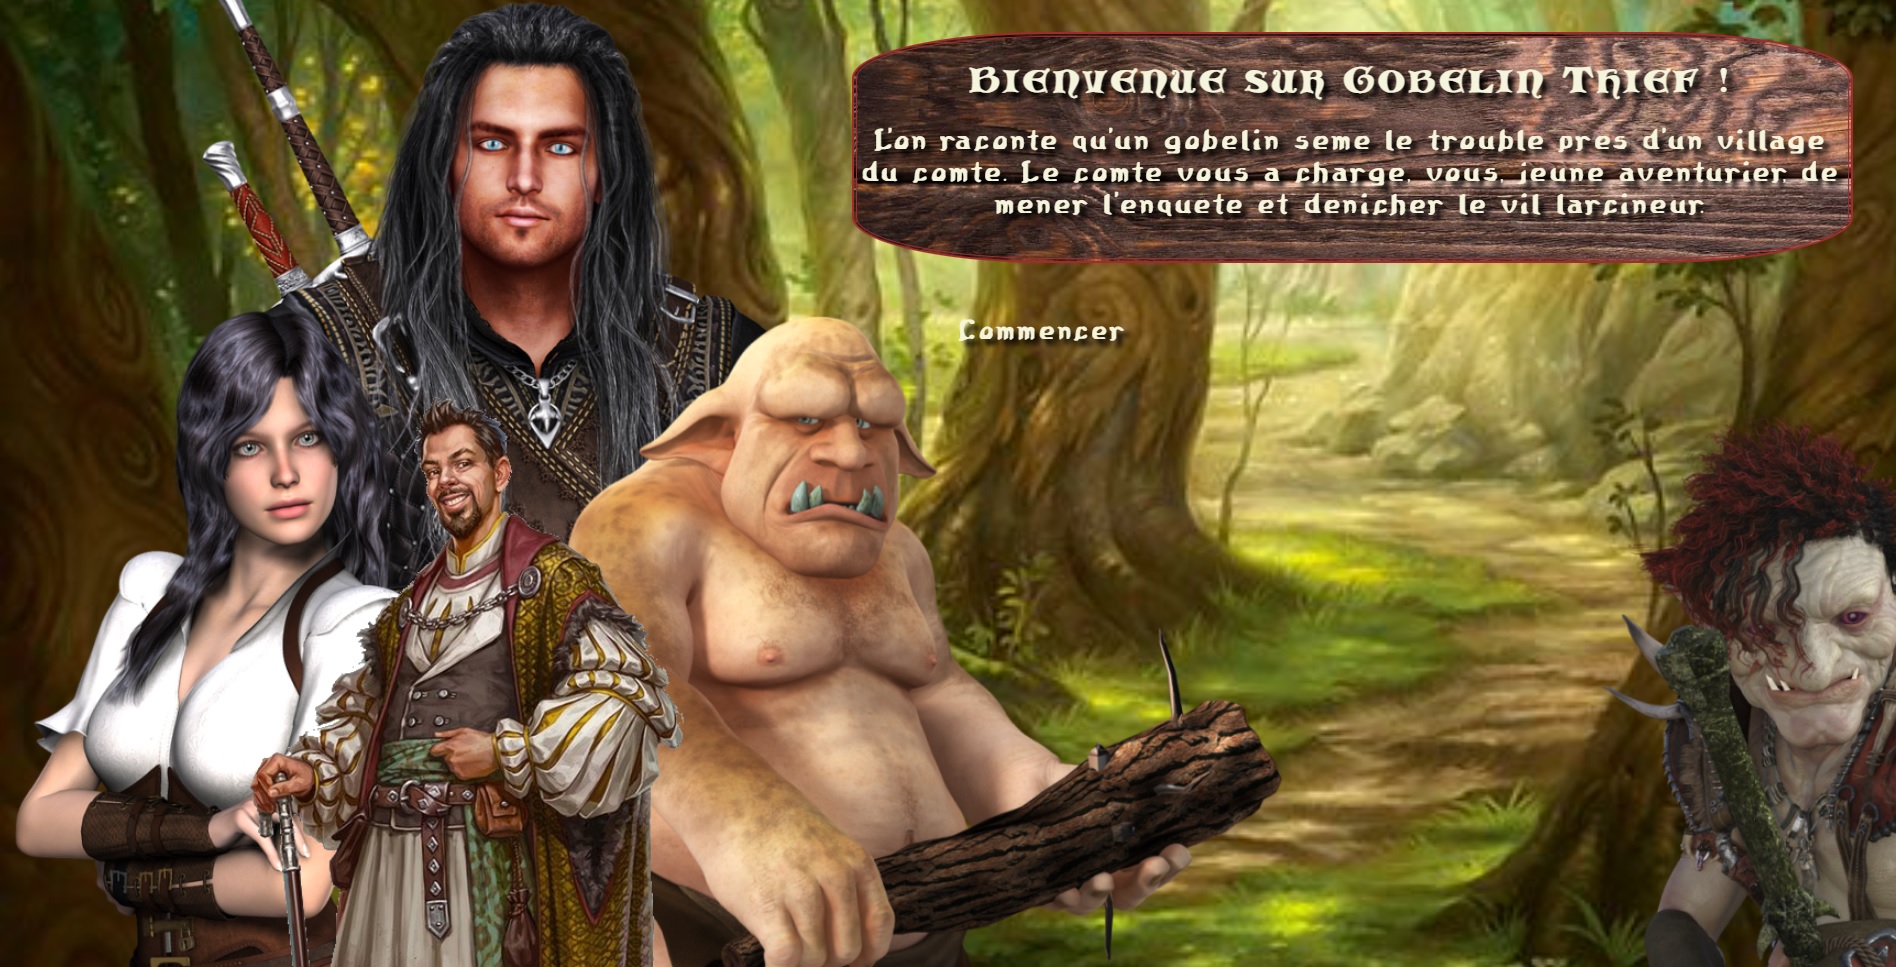 Bienvenue sur Gobelin Thief !
L'on raconte qu'un gobelin seme le trouble pres d'un village
du comte. Le comte vous a charge, vous, jeune aventurier de
mener l'enquete et denicher le vil larcineur.
Commencer